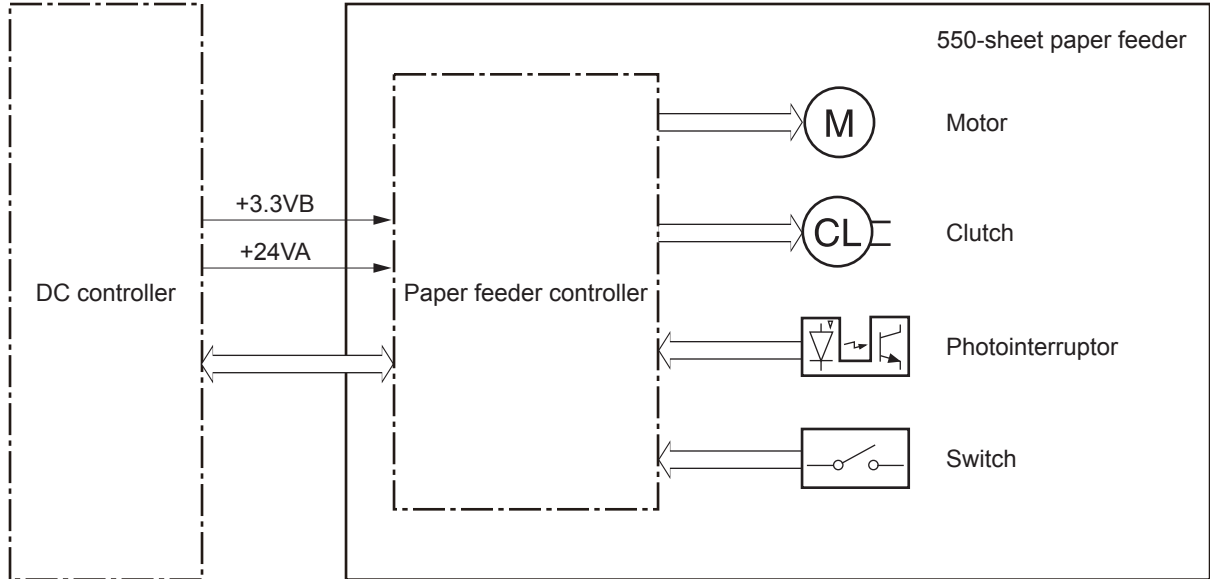 550-sheet paper feeder
M
Motor
+3.3VB
CL
Clutch
+24VA
DC controller
Paper feeder controller
Photointerruptor
Switch